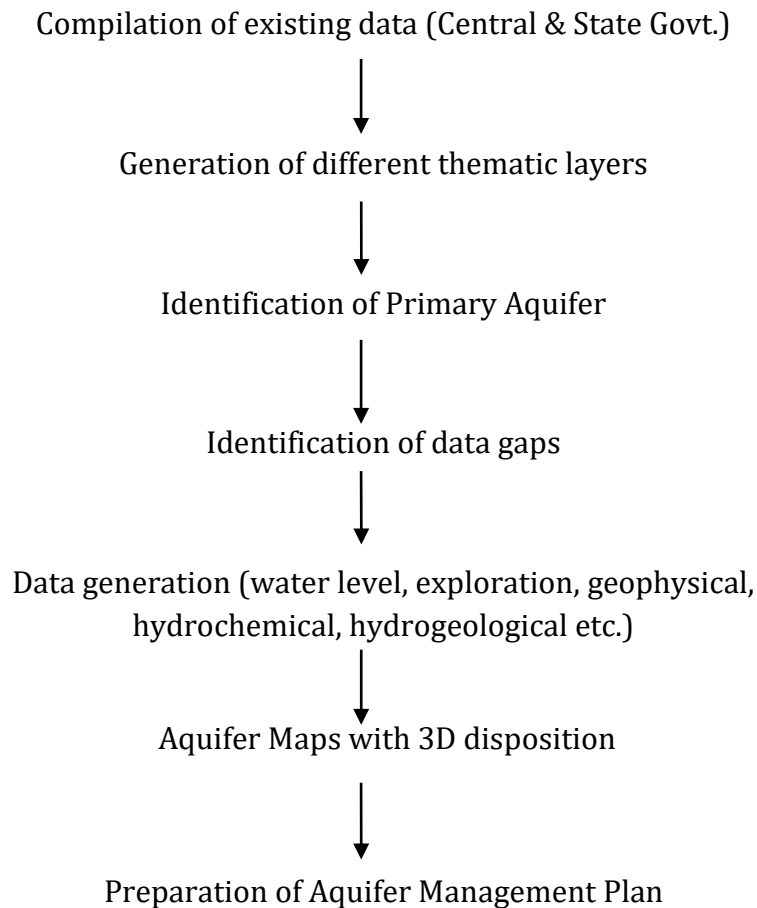 Compilation of existing data (Central & State Govt.)
Generation of different thematic layers
Identification of Primary Aquifer
Identification of data gaps
Data generation (water level, exploration, geophysical,
hydrochemical, hydrogeological etc.)
Aquifer Maps with 3D disposition
Preparation of Aquifer Management Plan